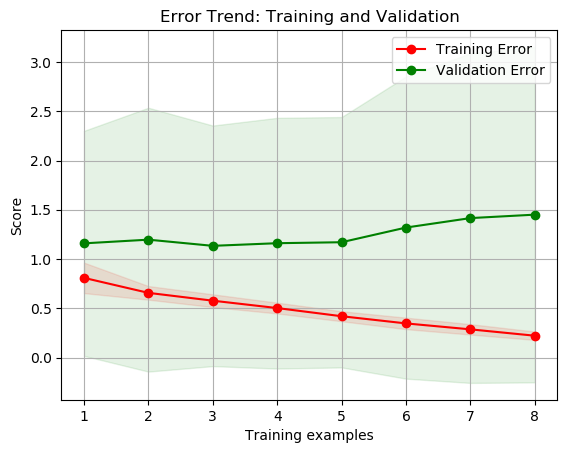 Error Trend: Training and Validation
Training Error
Validation Error
Score
3.0
2.5
2.0
1.5
1.0
0.5
0.0
1 2 3 4 5 6 7 8
Training examples